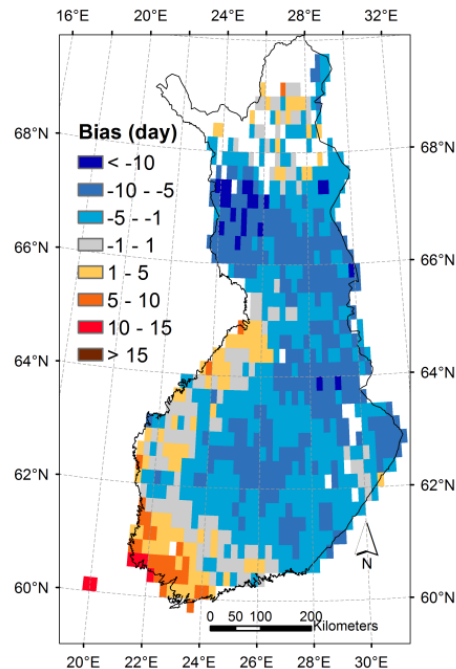 16°E 20°E 24°E 28°E 32°E
68°N 68°N
Bias (day)
< -10
-10 - -5
-5 - -1
-1 - 1
1 - 5
5 - 10
10 - 15
> 15
66°N 66°N
64°N 64°N
62°N 62°N
60°N 60°N
N
0 50 100 200
Kilometers
20°E 22°E 24°E 26°E 28°E 30°E